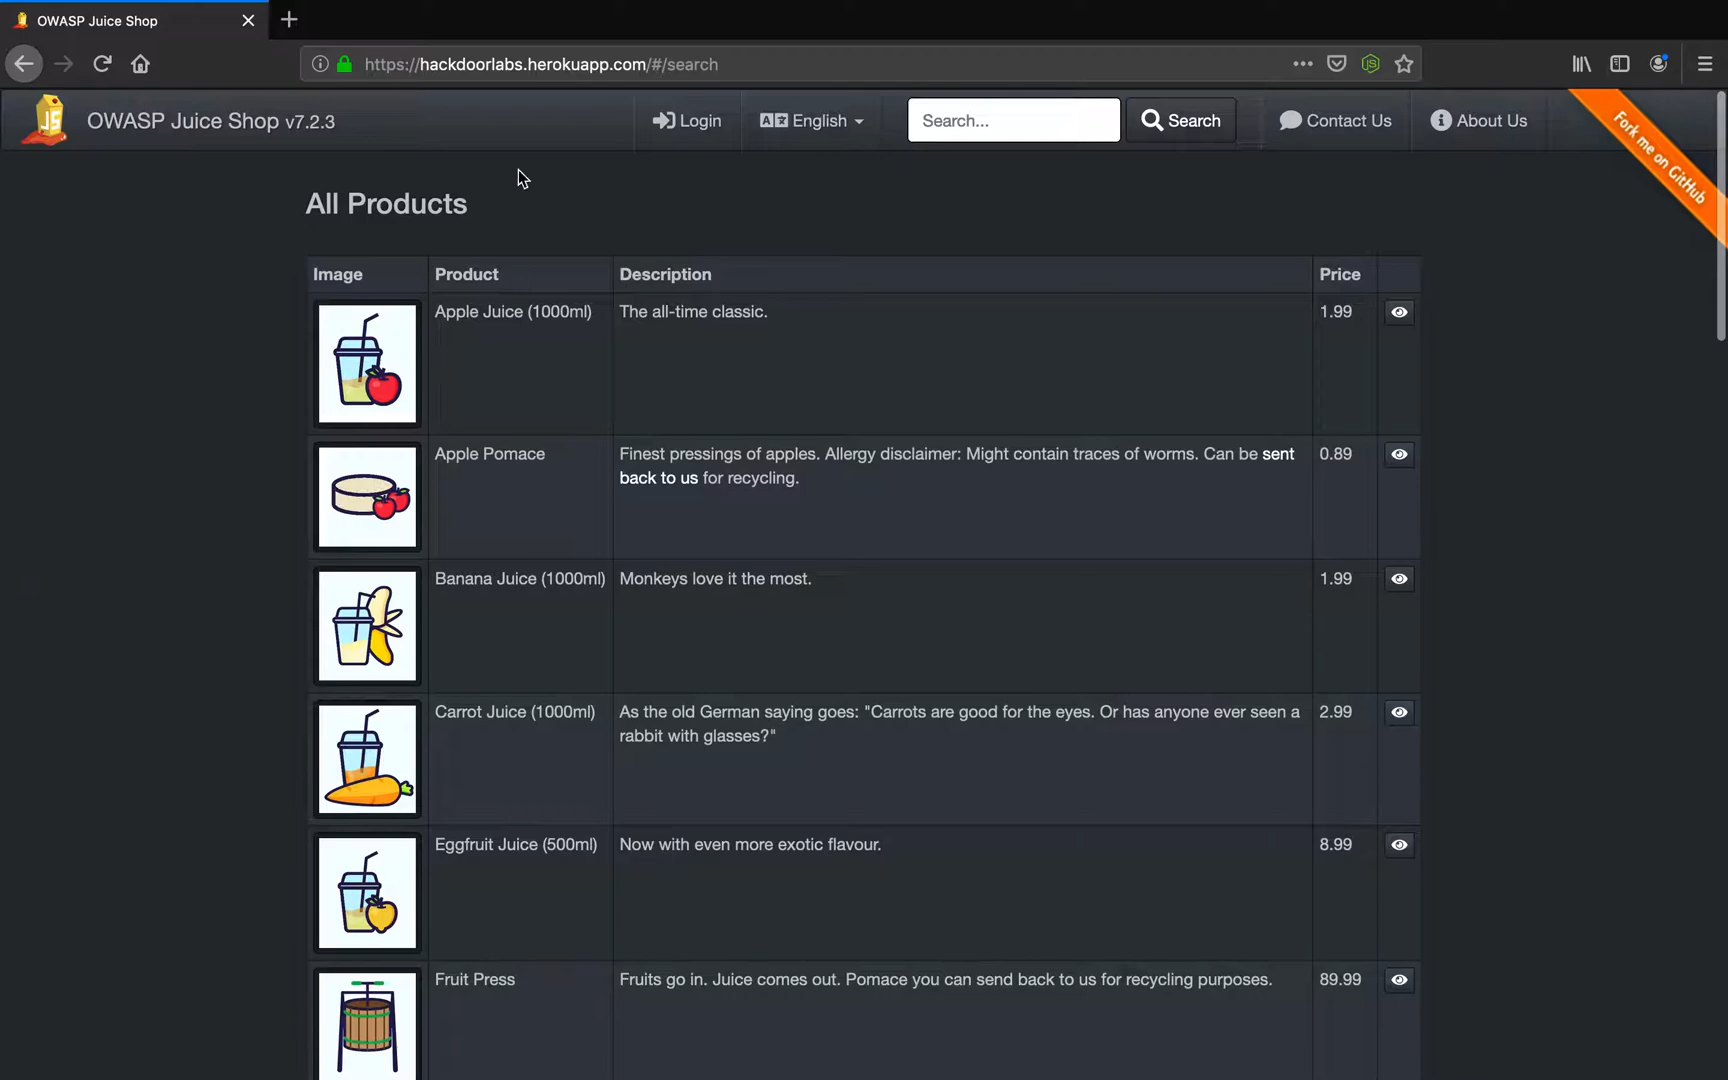 OWASP Juice Shop
https://hackdoorlabs.herokuapp.com/#/search
JS
OWASP Juice Shop v7.2.3
Login
English
Search...
Search
Contact Us
About Us
Fork me on GitHub
All Products
Image Product Description Price
Apple Juice (1000ml) The all-time classic. 1.99
Apple Pomace Finest pressings of apples. Allergy disclaimer: Might contain traces of worms. Can be sent 0.89
back to us for recycling.
Banana Juice (1000ml) Monkeys love it the most. 1.99
Carrot Juice (1000ml) As the old German saying goes: "Carrots are good for the eyes. Or has anyone ever seen a 2.99
rabbit with glasses?"
Eggfruit Juice (500ml) Now with even more exotic flavour. 8.99
Fruit Press Fruits go in. Juice comes out. Pomace you can send back to us for recycling purposes. 89.99